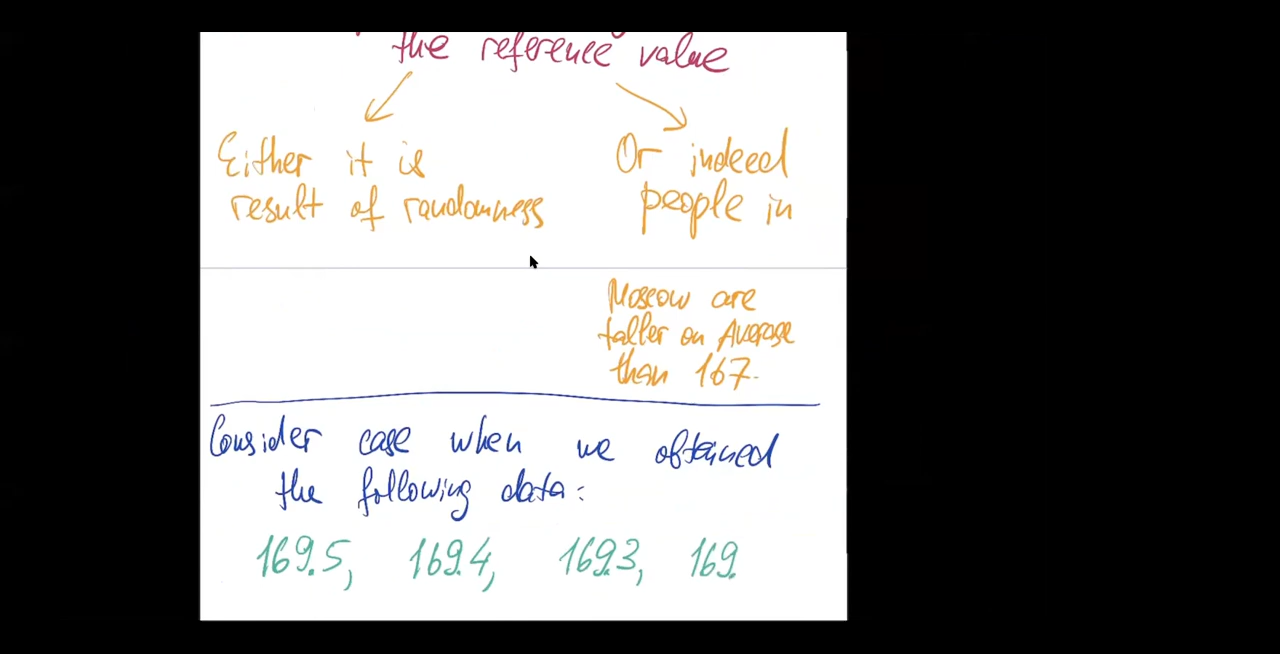 the reference value
Either it is
result of randomness
Or indeed
people in
Moscow are
taller on Average
than 167.
Consider case when we obtained
the following data:
169.5, 169.4, 169.3, 169.